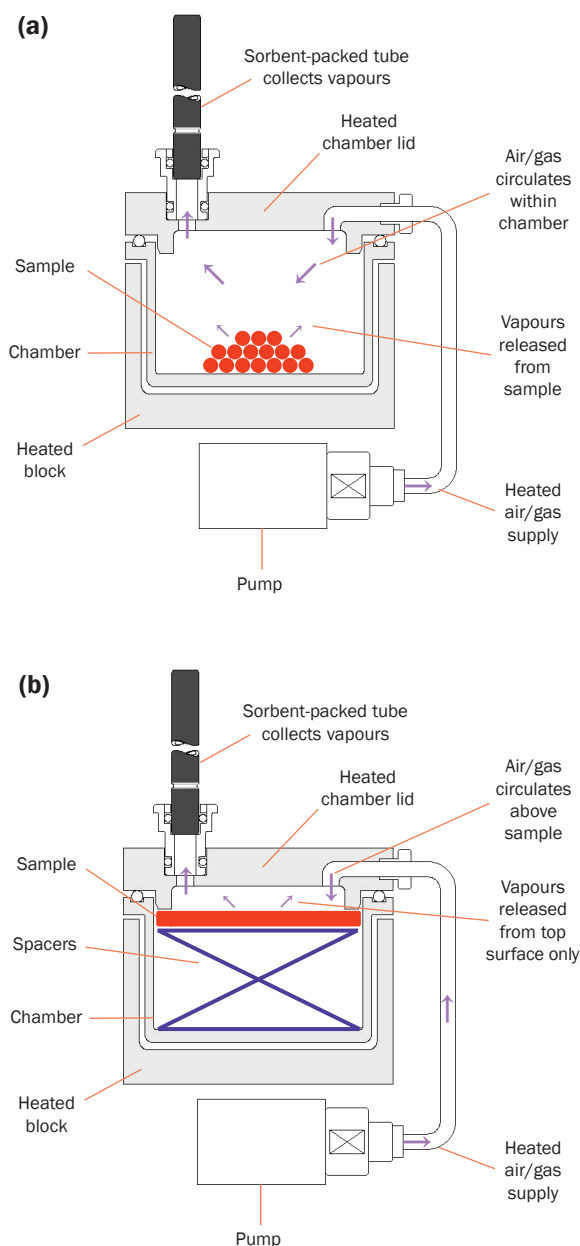 (a)
Sorbent-packed tube
collects vapours
Heated
chamber lid
Air/gas
circulates
within
chamber
Sample
Chamber
Vapours
released
from
sample
Heated
block
Heated
air/gas
supply
Pump
(b)
Sorbent-packed tube
collects vapours
Heated
chamber lid
Air/gas
circulates
above
sample
Sample
Vapours
released
from top
surface only
Spacers
Chamber
Heated
block
Heated
air/gas
supply
Pump